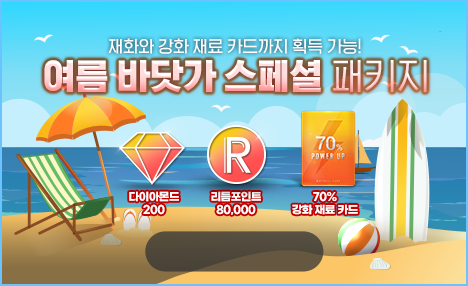 재화와 강화 재료 카드까지 획득 가능!
여름 바닷가 스페셜 패키지
R
70%
POWER UP
다이아몬드
200
리듬포인트
80,000
70%
강화 재료 카드